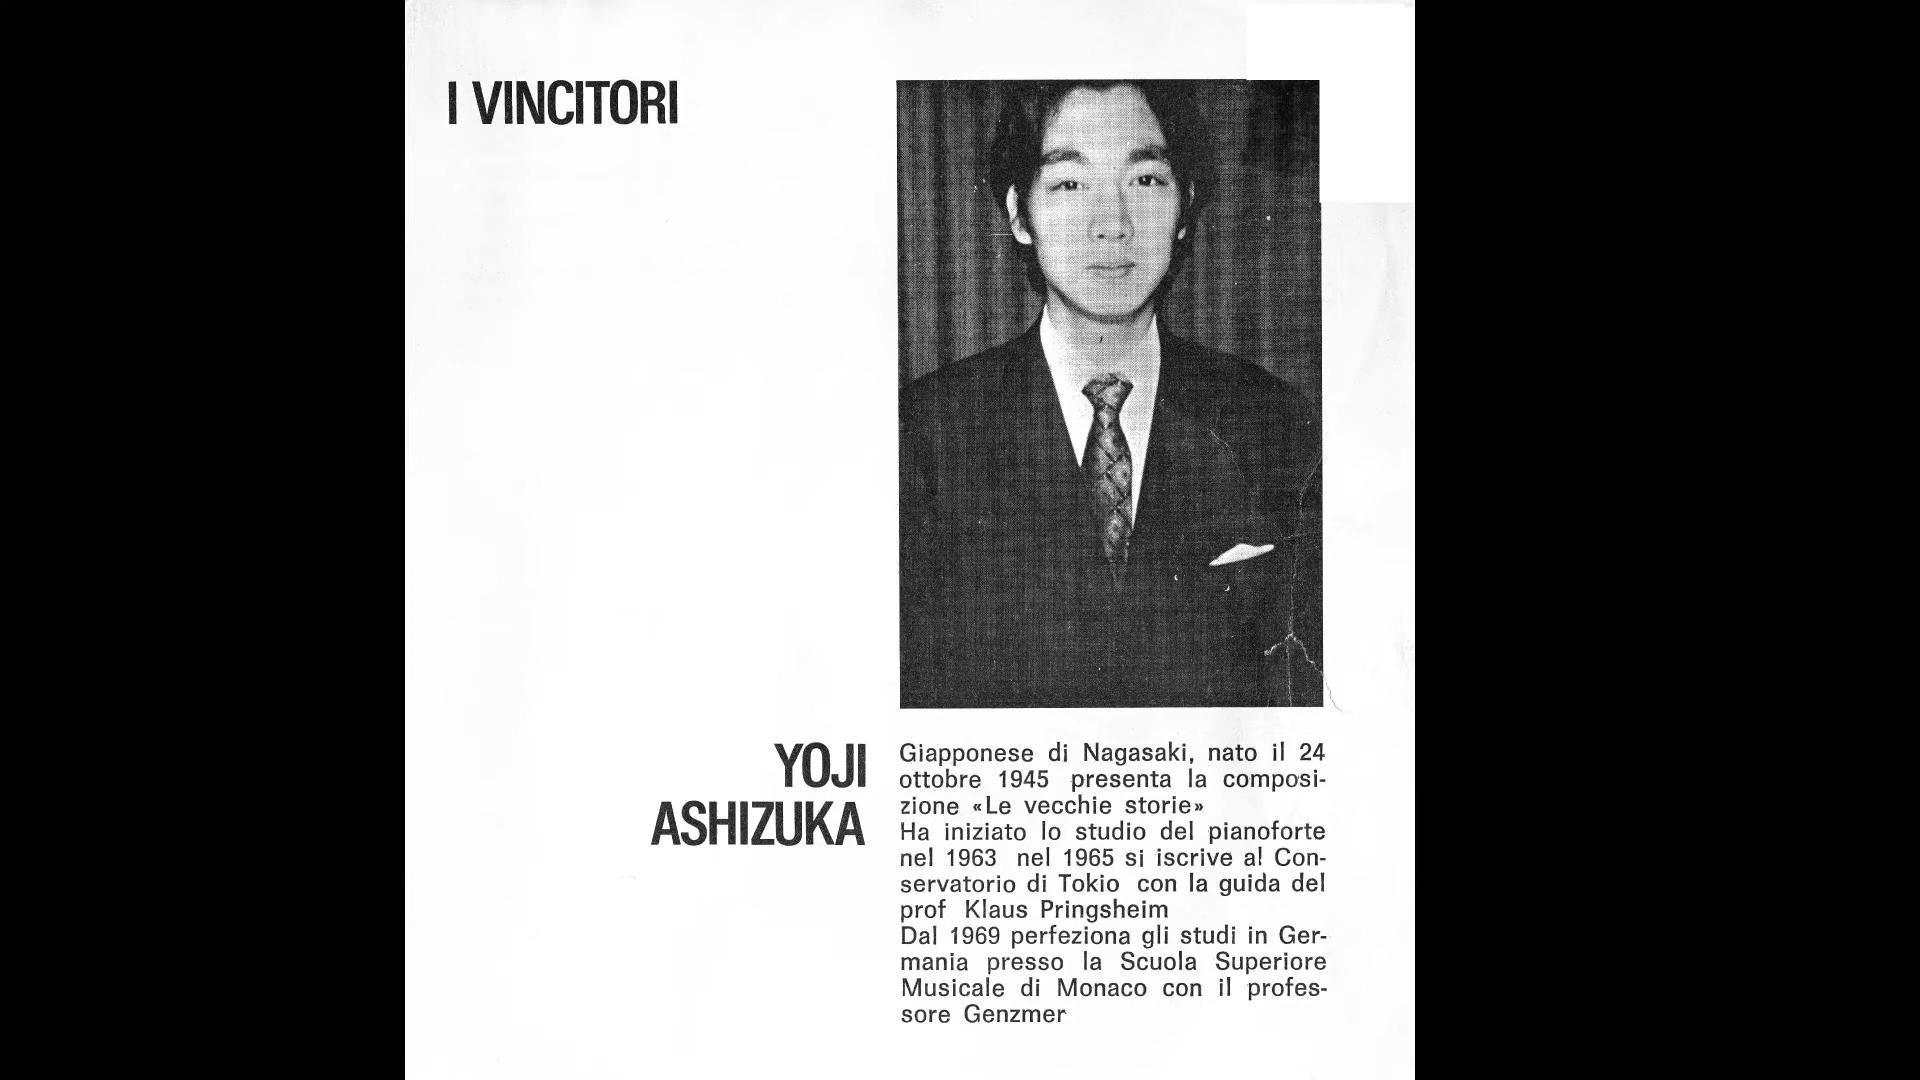 I VINCITORI
YOJI
ASHIZUKA
Giapponese di Nagasaki, nato il 24
ottobre 1945 presenta la composi-
zione «Le vecchie storie»
Ha iniziato lo studio del pianoforte
nel 1963 nel 1965 si iscrive al Con-
servatorio di Tokio con la guida del
prof Klaus Pringsheim
Dal 1969 perfeziona gli studi in Ger-
mania presso la Scuola Superiore
Musicale di Monaco con il profes-
sore Genzmer